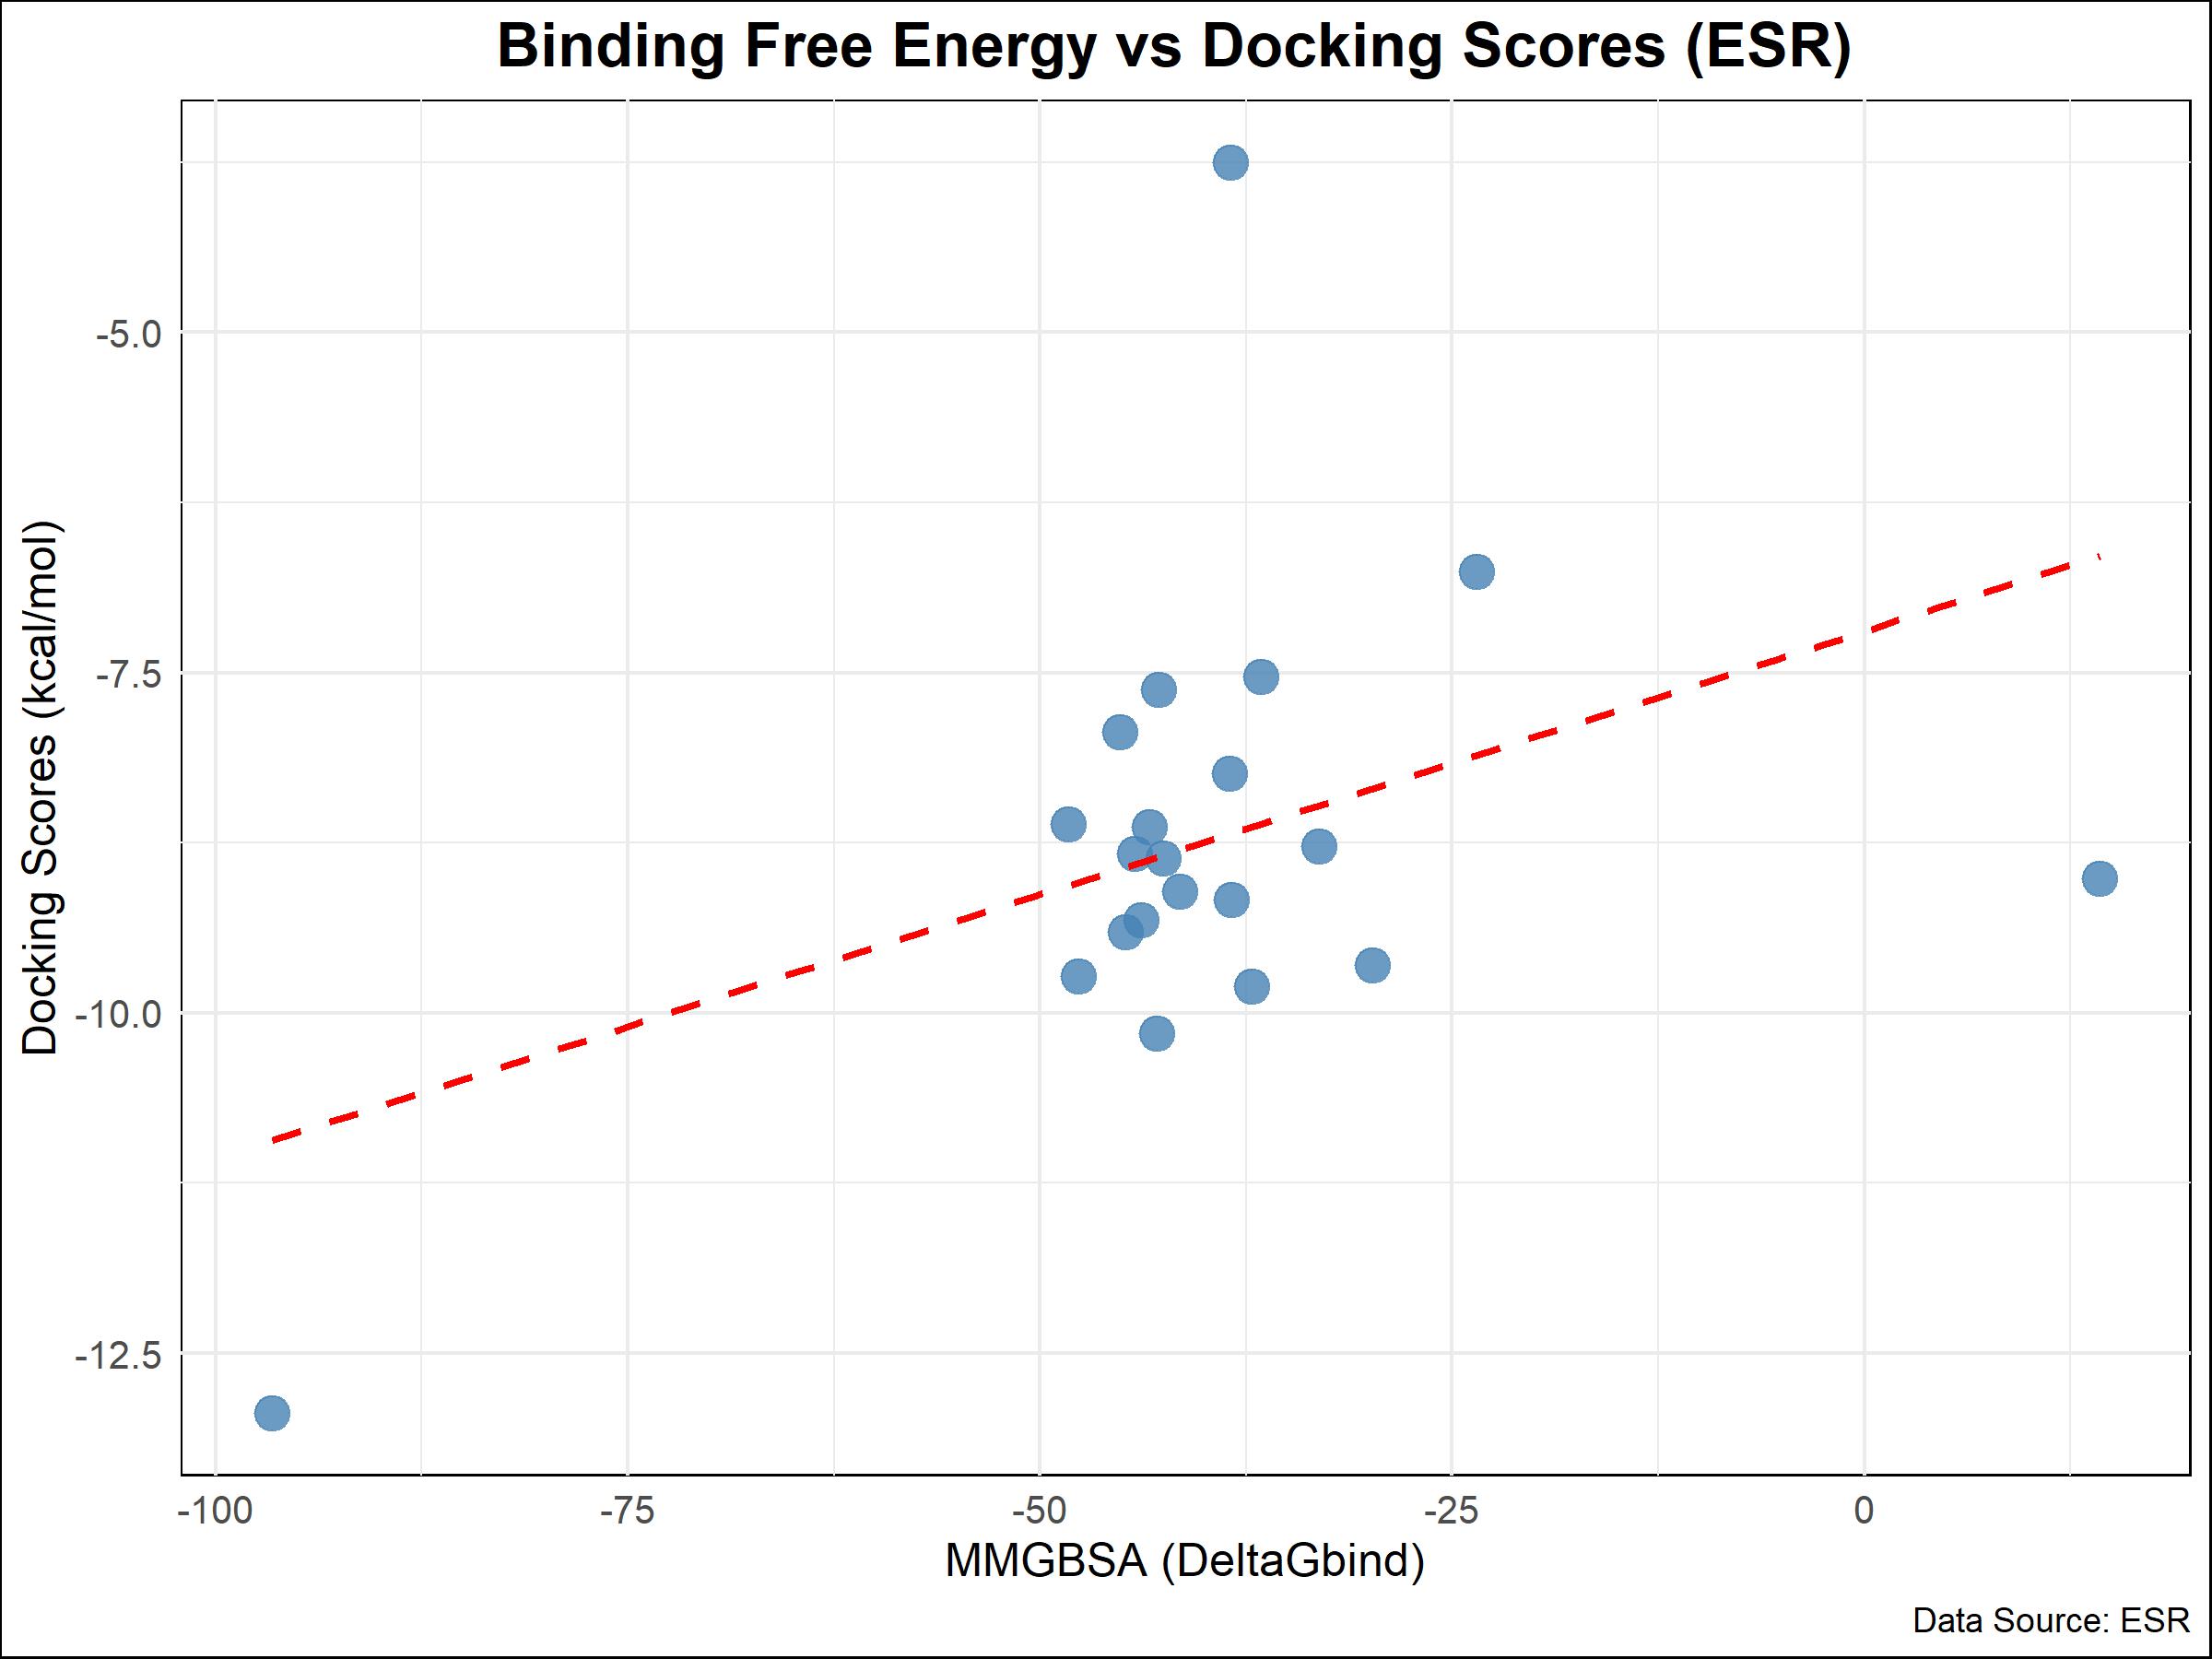 Binding Free Energy vs Docking Scores (ESR)
Docking Scores (kcal/mol)
-5.0
-7.5
-10.0
-12.5
-100
-75
-50
-25
0
MMGBSA (DeltaGbind)
Data Source: ESR